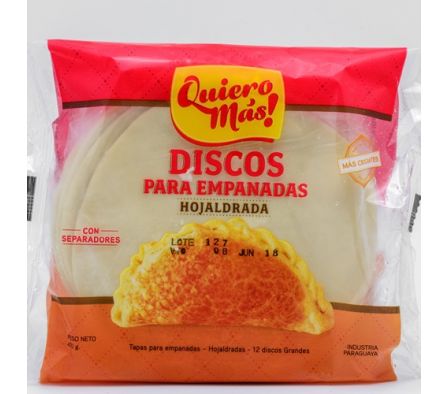 Quiero
Más!
DISCOS
PARA EMPANADAS
HOJALDRADA
MÁS CROCANTES
CON
SEPARADORES
LOTE 127
08 JUN 18
PESO NETO
g.
Tapas para empanadas - Hojaldradas - 12 discos Grandes
INDUSTRIA
PARAGUAYA